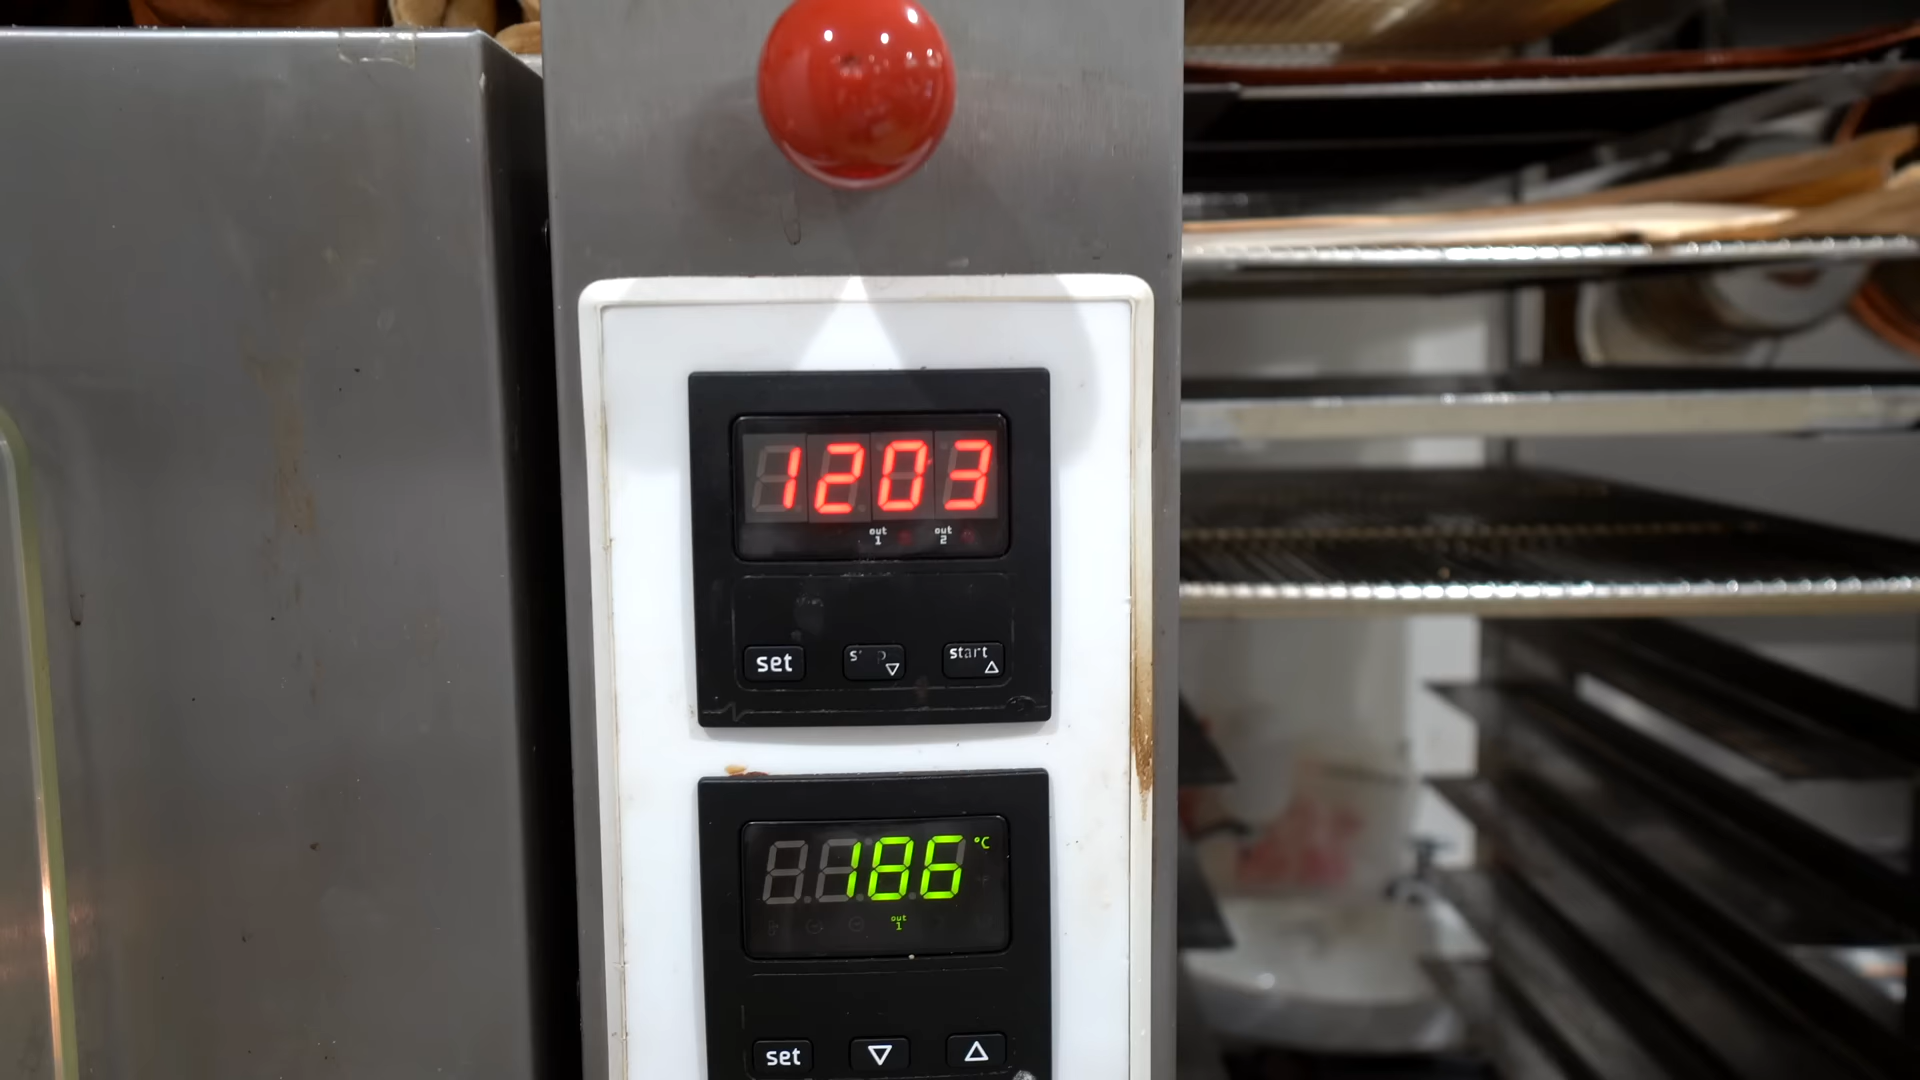 1203
out 1 out 2
set start
186 °C
out 1
set